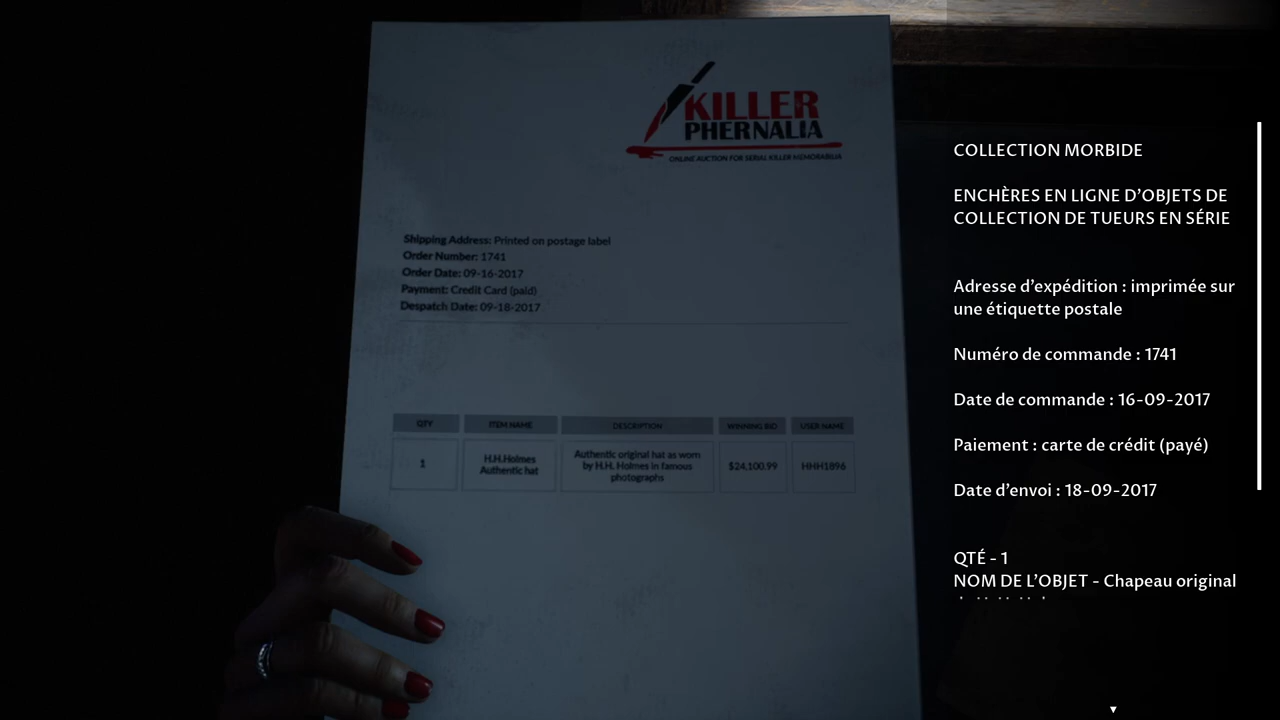 KILLER
PHERNALIA
ONLINE AUCTION FOR SERIAL KILLER MEMORABILIA
Shipping Address: Printed on postage label
Order Number: 1741
Order Date: 09-16-2017
Payment: Credit Card (paid)
Despatch Date: 09-18-2017
QTY ITEM NAME DESCRIPTION WINNING BID USER NAME
1 H.H.Holmes Authentic hat Authentic original hat as worn by H.H. Holmes in famous photographs $24,100.99 HHH1896
COLLECTION MORBIDE
ENCHÈRES EN LIGNE D'OBJETS DE
COLLECTION DE TUEURS EN SÉRIE
Adresse d'expédition : imprimée sur
une étiquette postale
Numéro de commande : 1741
Date de commande : 16-09-2017
Paiement : carte de crédit (payé)
Date d'envoi : 18-09-2017
QTÉ - 1
NOM DE L'OBJET - Chapeau original